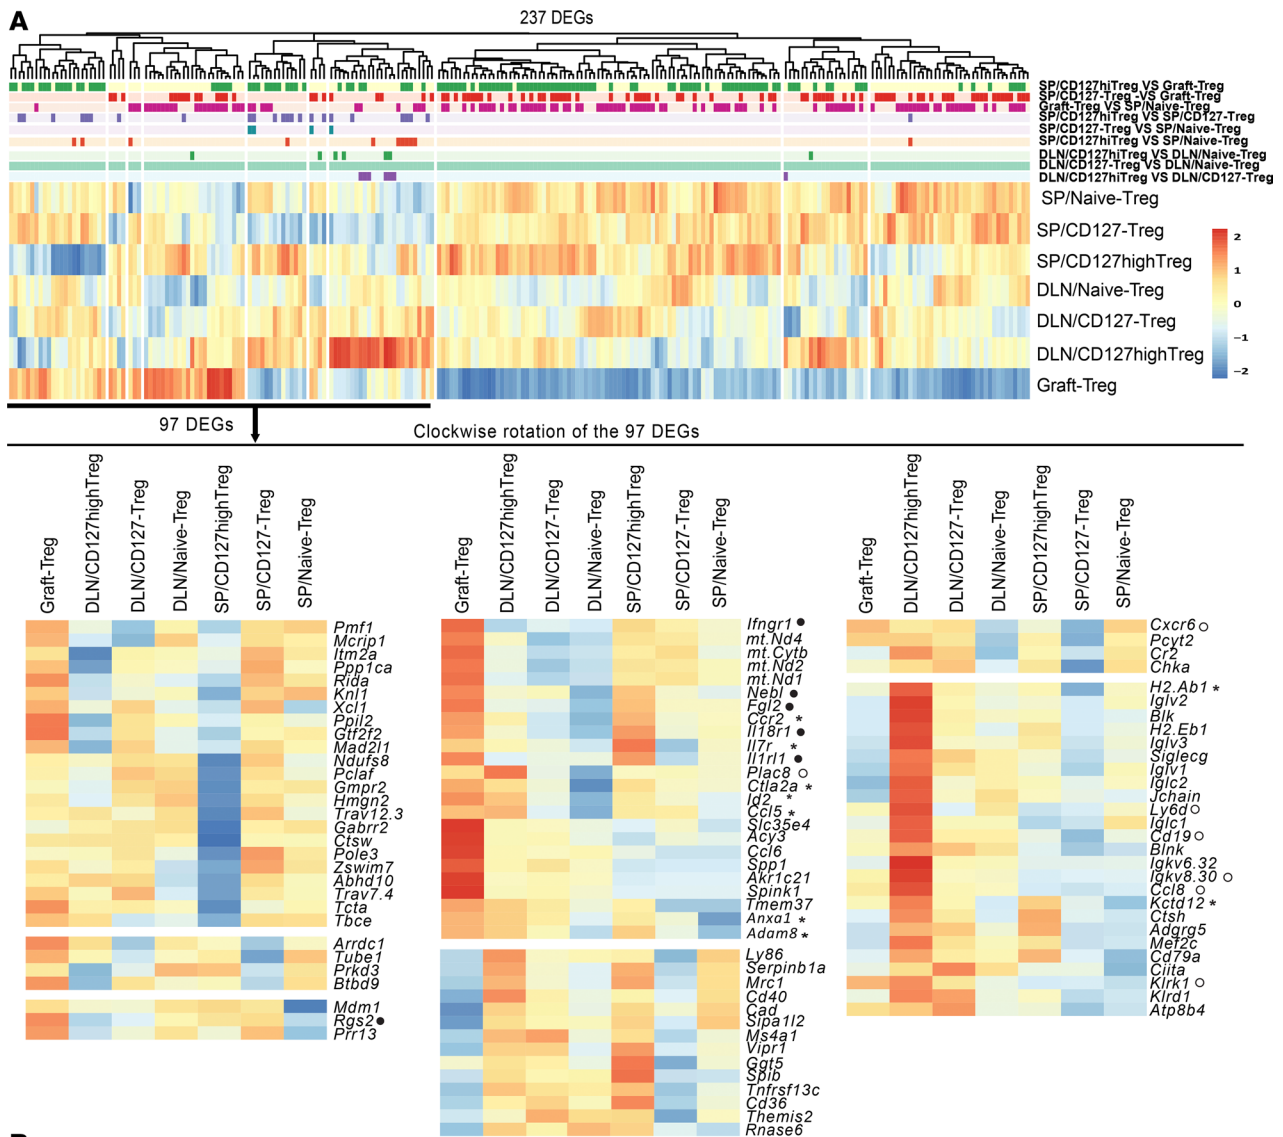 A
237 DEGs
SP/CD127hiTreg VS Graft-Treg
SP/CD127-Treg -VS Graft-Treg
Graft-Treg VS SP/Naive-Treg
SP/CD127hiTreg VS SP/CD127-Treg
SP/CD127-Treg VS SP/Naive-Treg
SP/CD127hiTreg VS SP/Naive-Treg
DLN/CD127hiTreg VS DLN/Naive-Treg
DLN/CD127-Treg VS DLN/Naive-Treg
DLN/CD127hiTreg VS DLN/CD127-Treg
SP/Naive-Treg
SP/CD127-Treg
SP/CD127highTreg
DLN/Naive-Treg
DLN/CD127-Treg
DLN/CD127highTreg
Graft-Treg
2
1
0
−1
−2
97 DEGs
Clockwise rotation of the 97 DEGs
Graft-Treg
DLN/CD127highTreg
DLN/CD127-Treg
DLN/Naive-Treg
SP/CD127highTreg
SP/CD127-Treg
SP/Naive-Treg
Pmf1
Mcrip1
Itm2a
Ppp1ca
Rida
Knl1
Xcl1
Ppil2
Gtf2f2
Mad2l1
Ndufs8
Pclaf
Gmpr2
Hmgn2
Trav12.3
Gabrr2
Ctsw
Pole3
Zswim7
Abhd10
Trav7.4
Tcta
Tbce
Arrdc1
Tube1
Prkd3
Btbd9
Mdm1
Rgs2●
Prr13
Graft-Treg
DLN/CD127highTreg
DLN/CD127-Treg
DLN/Naive-Treg
SP/CD127highTreg
SP/CD127-Treg
SP/Naive-Treg
Ifngr1 ●
mt.Nd4
mt.Cytb
mt.Nd2
mt.Nd1
Nebl ●
Fgl2 ●
Ccr2 *
Il18r1 ●
Il7r *
Il1rl1 ●
Plac8 ○
Ctla2a *
Id2 *
Ccl5 *
Slc35e4
Acy3
Ccl6
Spp1
Akr1c21
Spink1
Tmem37
Anxa1 *
Adam8 *
Ly86
Serpinb1a
Mrc1
Cd40
Cad
Sipa1l2
Ms4a1
Vipr1
Ggt5
Spib
Tnfrsf13c
Cd36
Themis2
Rnase6
Graft-Treg
DLN/CD127highTreg
DLN/CD127-Treg
DLN/Naive-Treg
SP/CD127highTreg
SP/CD127-Treg
SP/Naive-Treg
Cxcr6 ○
Pcyt2
Cr2
Chka
H2.Ab1 *
Iglv2
Blk
H2.Eb1
Iglv3
Siglecg
Iglv1
Iglc2
Jchain
Ly6d ○
Iglc1
Cd19 ○
Blnk
Igkv6.32
Igkv8.30 ○
Ccl8 ○
Kctd12 *
Ctsh
Adgrg5
Mef2c
Cd79a
Ciita
Klrk1 ○
Klrd1
Atp8b4